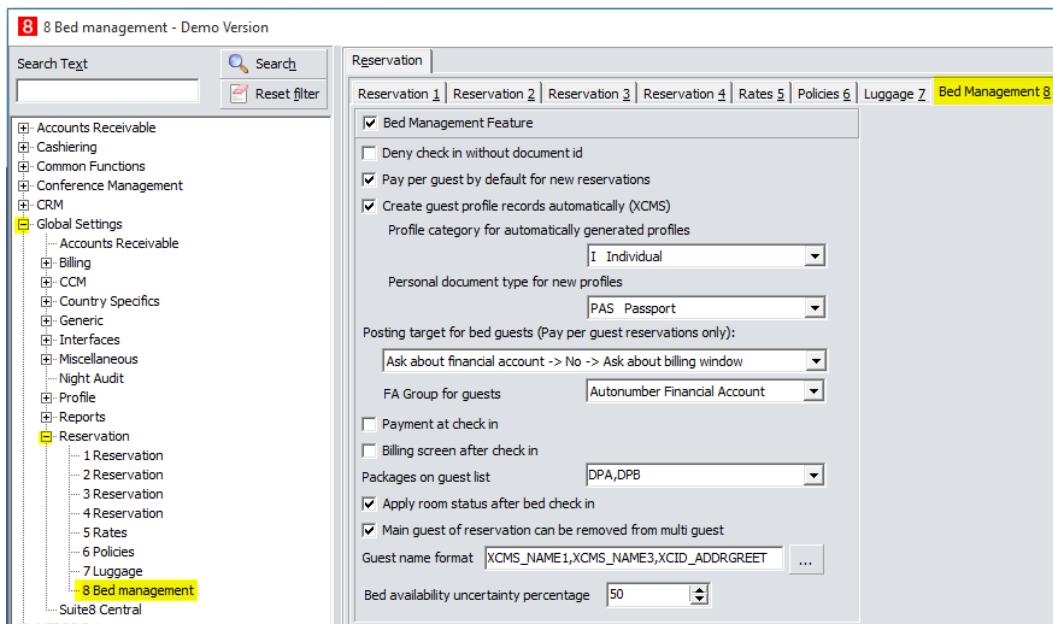 8 8 Bed management - Demo Version
Search Text
Search
Reset filter
Accounts Receivable
Cashiering
Common Functions
Conference Management
CRM
Global Settings
Accounts Receivable
Billing
CCM
Country Specifics
Generic
Interfaces
Miscellaneous
Night Audit
Profile
Reports
Reservation
1 Reservation
2 Reservation
3 Reservation
4 Reservation
5 Rates
6 Policies
7 Luggage
8 Bed management
Suite8 Central
Reservation
Reservation 1 Reservation 2 Reservation 3 Reservation 4 Rates 5 Policies 6 Luggage 7 Bed Management 8
Bed Management Feature
Deny check in without document id
Pay per guest by default for new reservations
Create guest profile records automatically (XCMS)
Profile category for automatically generated profiles
I Individual
Personal document type for new profiles
PAS Passport
Posting target for bed guests (Pay per guest reservations only):
Ask about financial account -> No -> Ask about billing window
FA Group for guests Autonumber Financial Account
Payment at check in
Billing screen after check in
Packages on guest list DPA,DPB
Apply room status after bed check in
Main guest of reservation can be removed from multi guest
Guest name format XCMS_NAME1,XCMS_NAME3,XCID_ADDRGREET ...
Bed availability uncertainty percentage 50